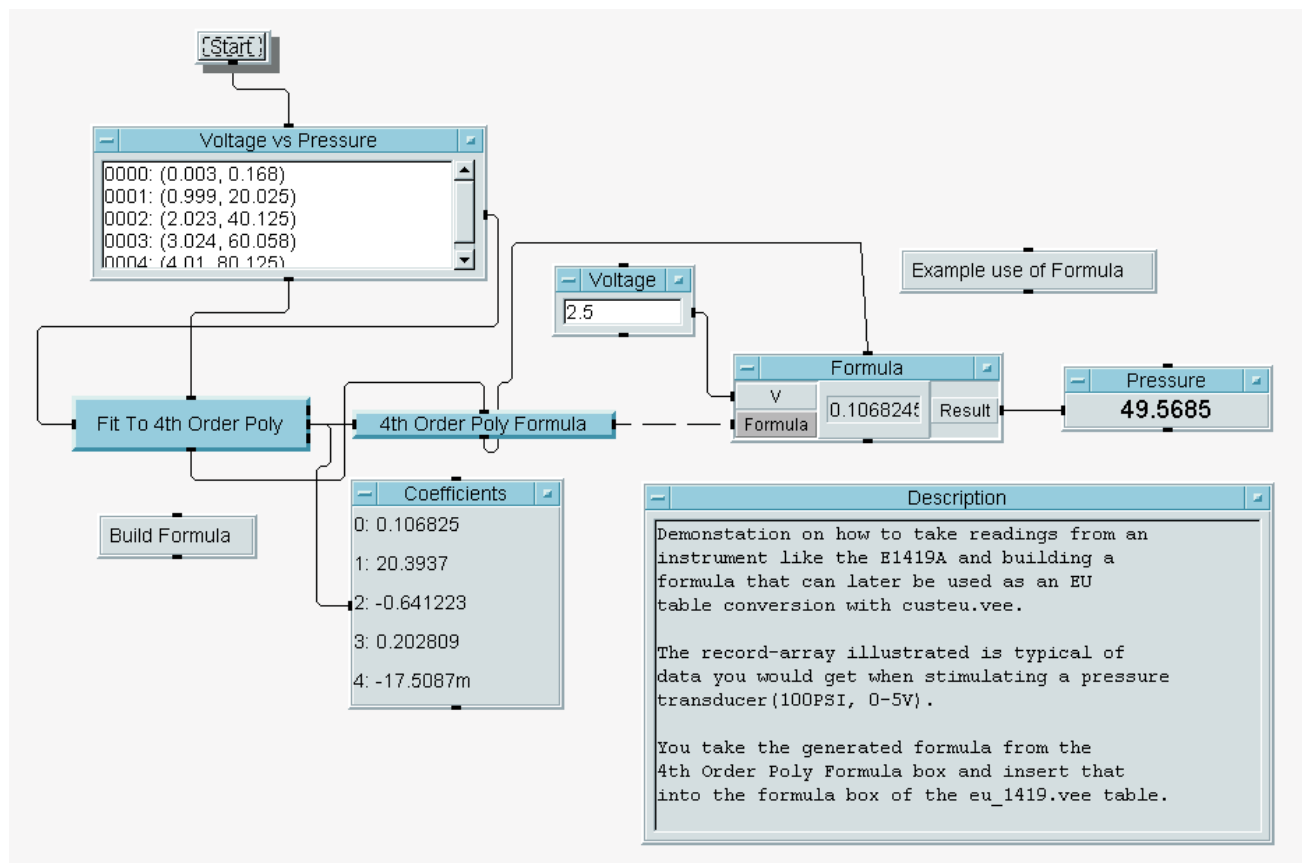 Start
Voltage vs Pressure
0000: (0.003, 0.168)
0001: (0.999, 20.025)
0002: (2.023, 40.125)
0003: (3.024, 60.058)
0004: (4.01, 80.125)
Example use of Formula
Voltage
2.5
Formula
V
Formula
0.1068245
Result
Pressure
49.5685
Fit To 4th Order Poly
4th Order Poly Formula
Build Formula
Coefficients
0: 0.106825
1: 20.3937
2: -0.641223
3: 0.202809
4: -17.5087m
Description
Demonstation on how to take readings from an
instrument like the E1419A and building a
formula that can later be used as an EU
table conversion with custeu.vee.
The record-array illustrated is typical of
data you would get when stimulating a pressure
transducer(100PSI, 0-5V).
You take the generated formula from the
4th Order Poly Formula box and insert that
into the formula box of the eu_1419.vee table.